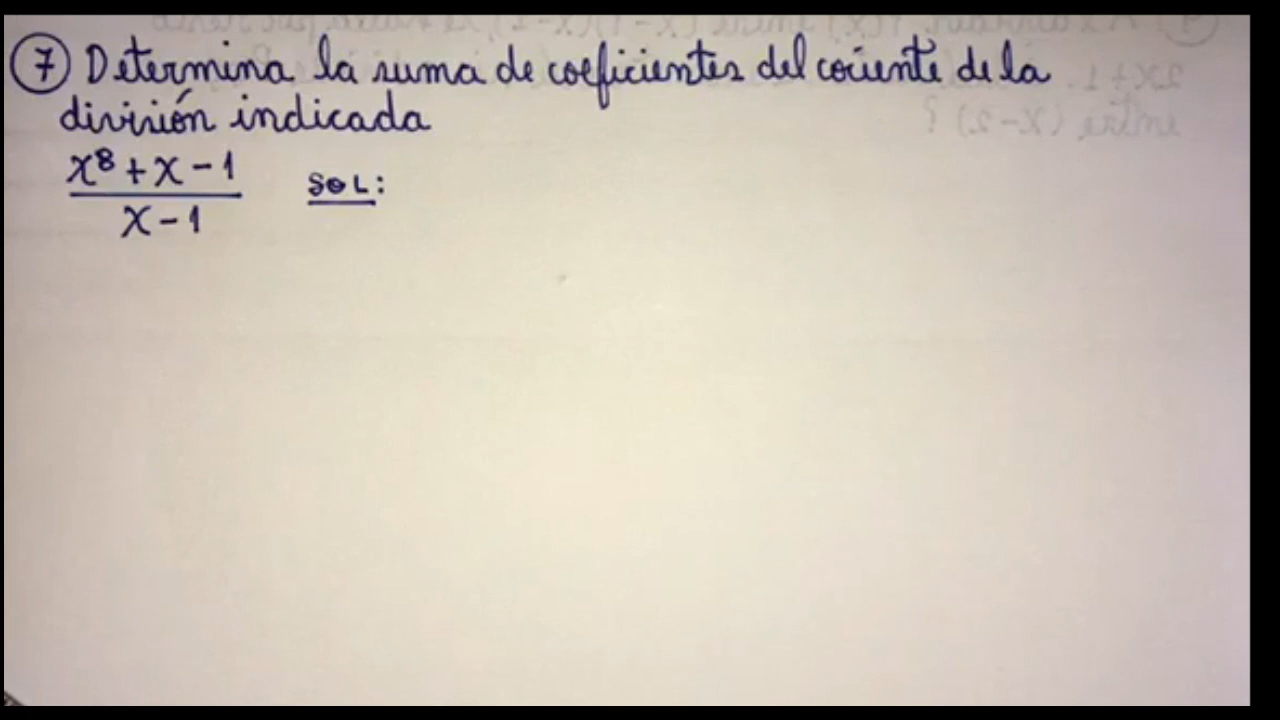 7 Determina la suma de coeficientes del cociente de la
división indicada
x⁸ + x - 1
x - 1
SOL: